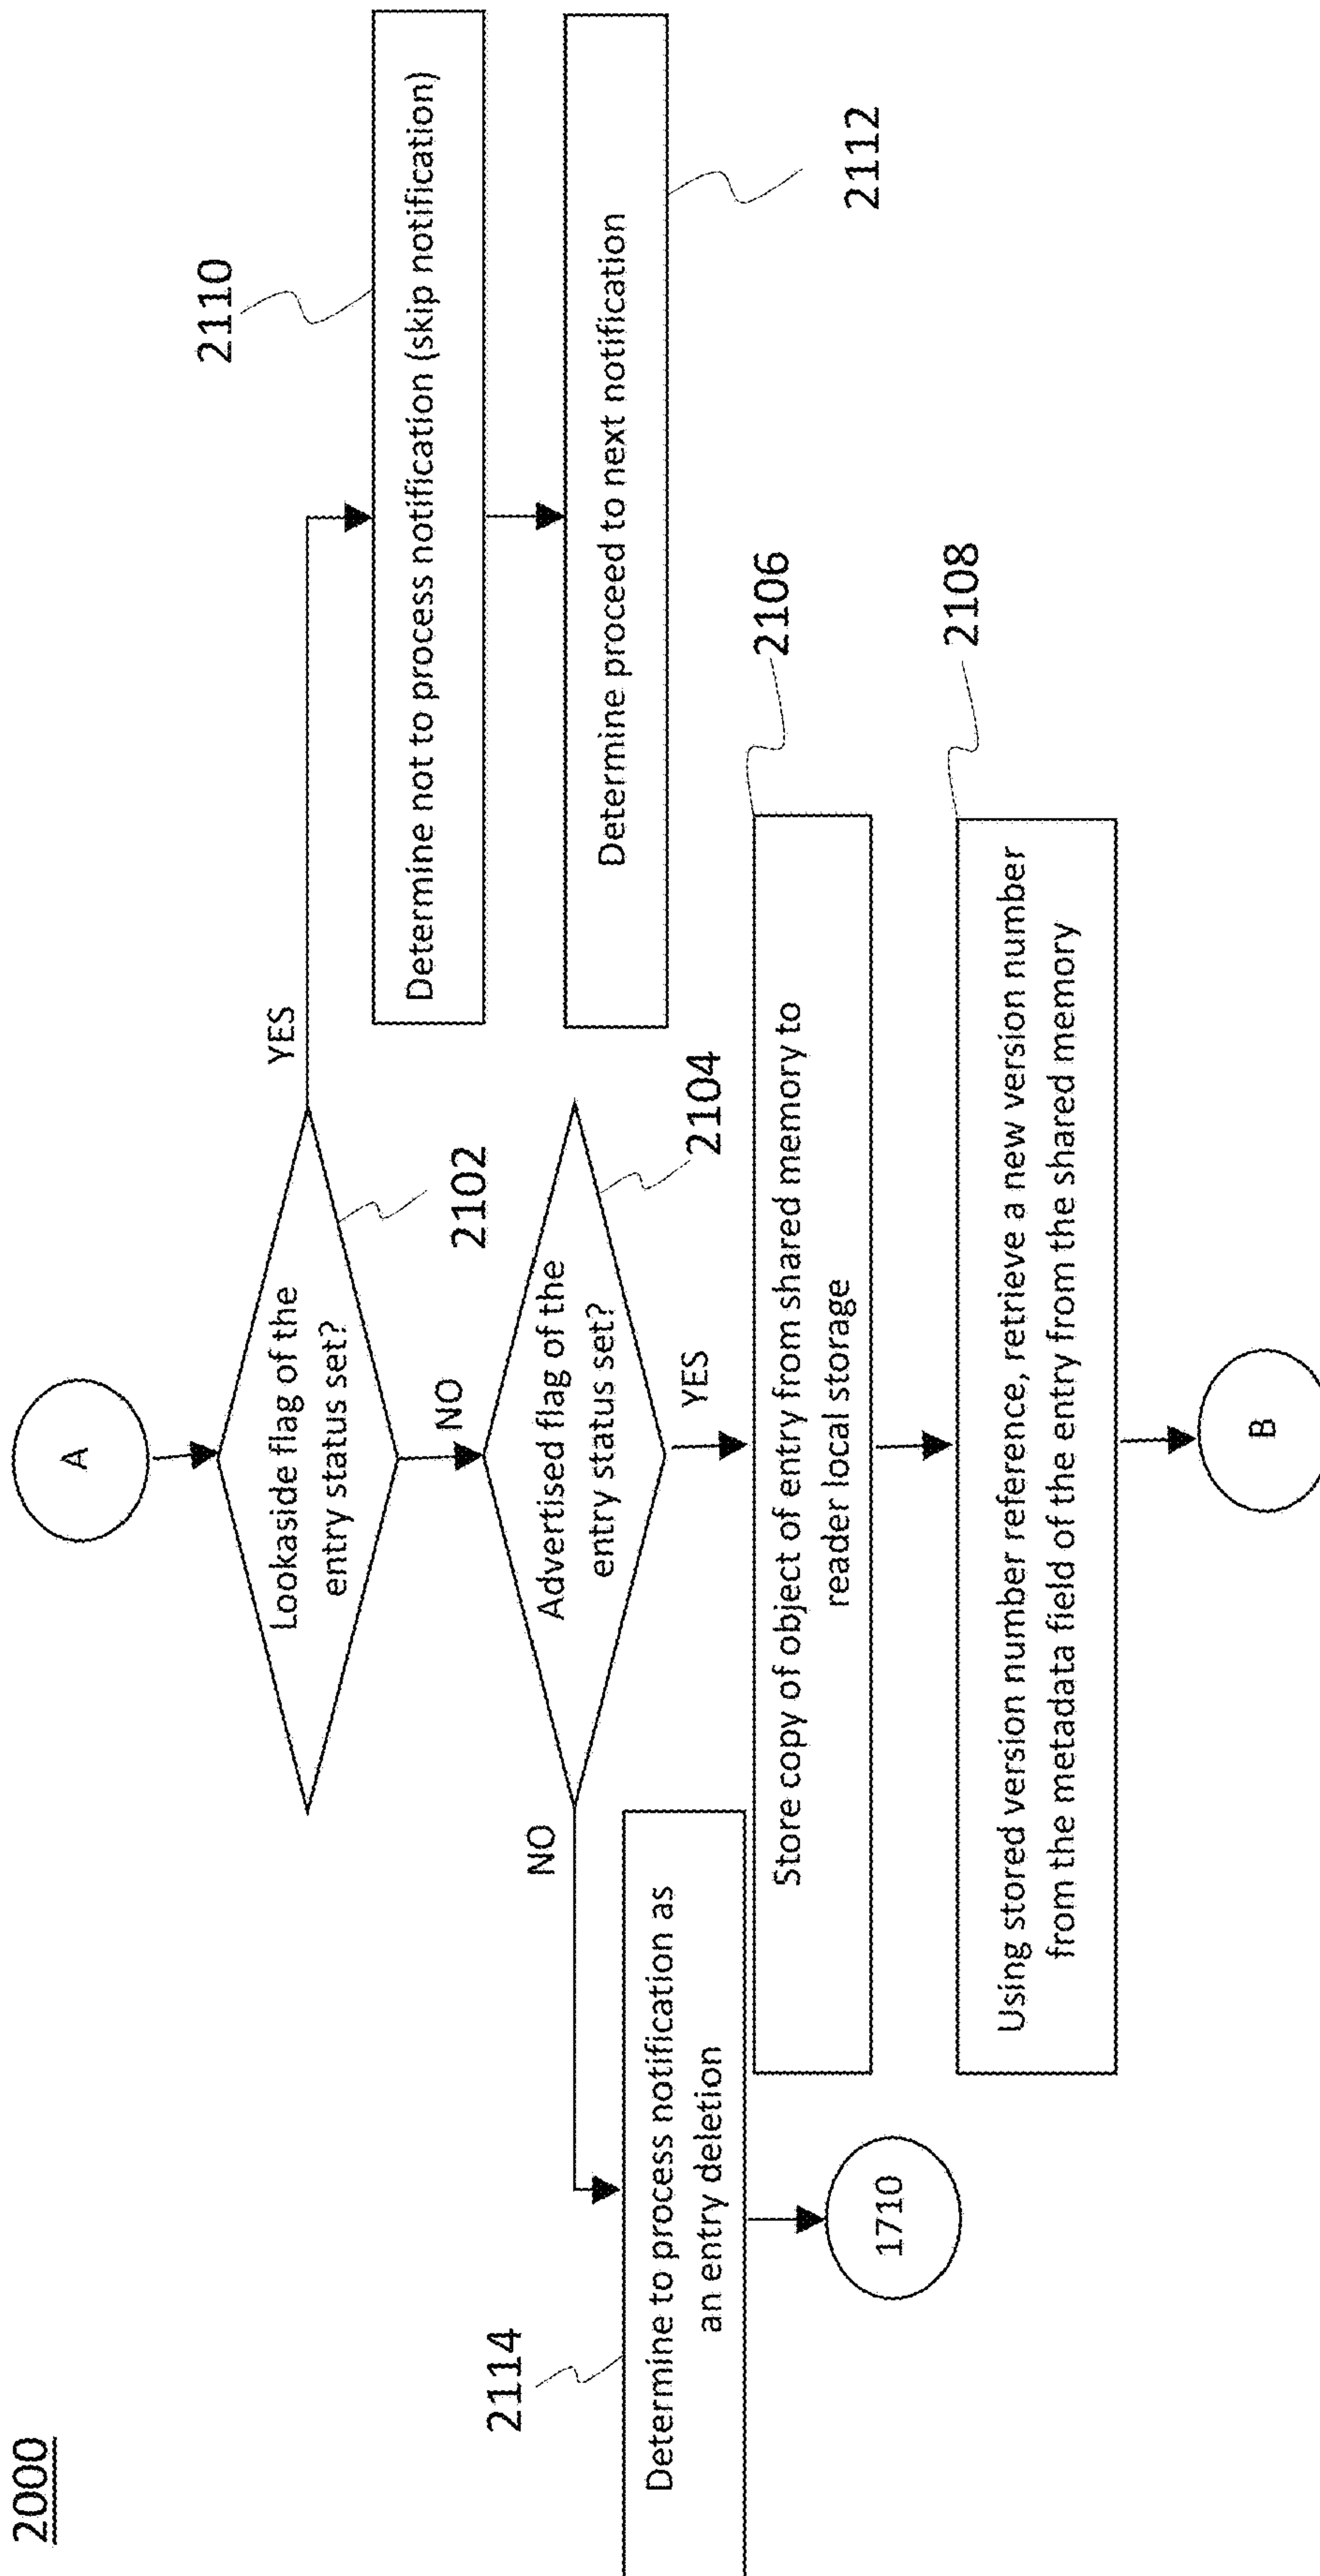 2000
A
Lookaside flag of the
entry status set?
2102
YES
NO
2110
Determine not to process notification (skip notification)
Determine proceed to next notification
2112
Advertised flag of the
entry status set?
2104
NO
YES
2114
Determine to process notification as
an entry deletion
1710
2106
Store copy of object of entry from shared memory to
reader local storage
2108
Using stored version number reference, retrieve a new version number
from the metadata field of the entry from the shared memory
B